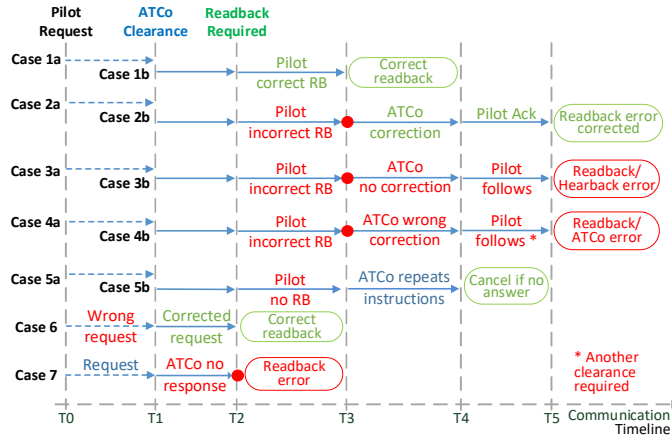 Pilot
Request
ATCo
Clearance
Readback
Required
Case 1a
Case 1b
Pilot
correct RB
Correct
readback
Case 2a
Case 2b
Pilot
incorrect RB
ATCo
correction
Pilot Ack
Readback error
corrected
Case 3a
Case 3b
Pilot
incorrect RB
ATCo
no correction
Pilot
follows
Readback/
Hearback error
Case 4a
Case 4b
Pilot
incorrect RB
ATCo wrong
correction
Pilot
follows *
Readback/
ATCo error
Case 5a
Case 5b
Pilot
no RB
ATCo repeats
instructions
Cancel if no
answer
Case 6
Wrong
request
Corrected
request
Correct
readback
Case 7
Request
ATCo no
response
Readback
error
* Another
clearance
required
T0
T1
T2
T3
T4
T5
Communication
Timeline